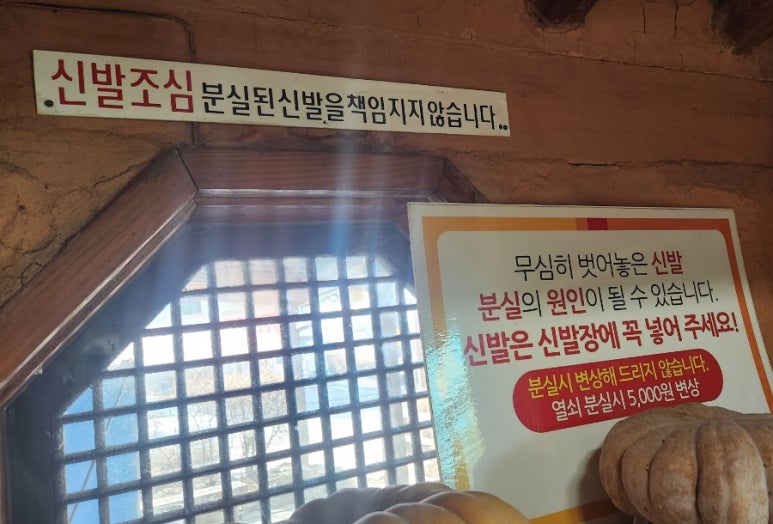 신발조심 분실된신발을책임지지않습니다..
무심히 벗어놓은 신발
분실의 원인이 될 수 있습니다.
신발은 신발장에 꼭 넣어 주세요!
분실시 변상해 드리지 않습니다.
열쇠 분실시 5,000원 변상